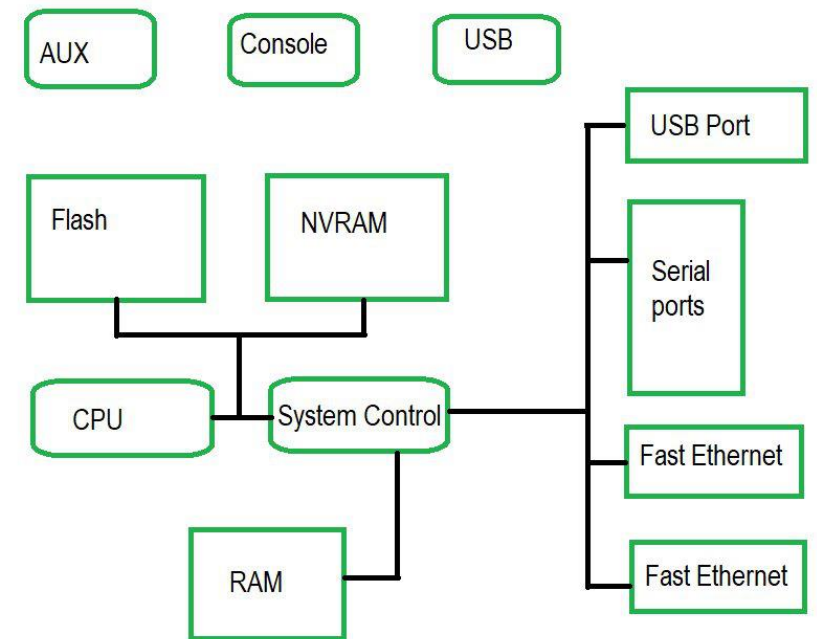 AUX
Console
USB
USB Port
Flash
NVRAM
Serial
ports
CPU
System Control
Fast Ethernet
RAM
Fast Ethernet